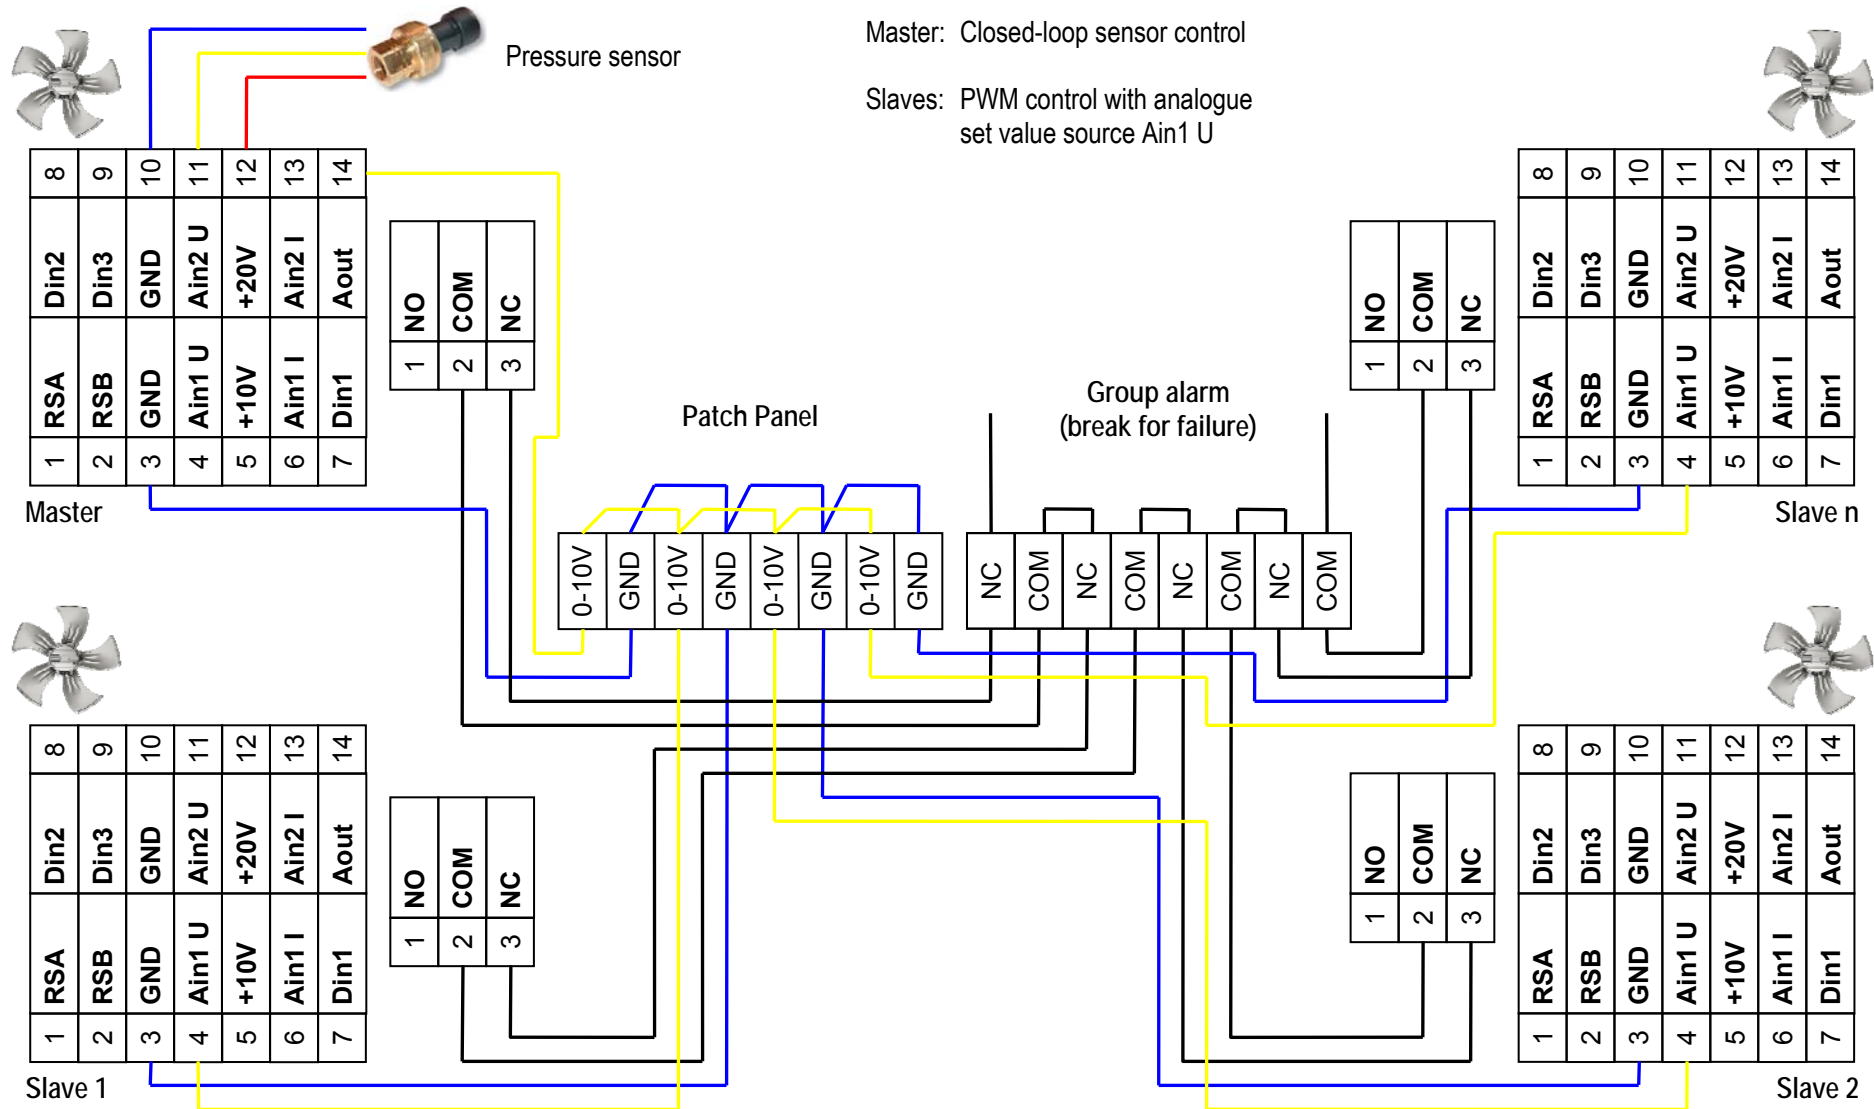 Pressure sensor
Master: Closed-loop sensor control
Slaves: PWM control with analogue
set value source Ain1 U
8 9 10 11 12 13 14
Din2 Din3 GND Ain2 U +20V Ain2 I Aout
RSA RSB GND Ain1 U +10V Ain1 I Din1
1 2 3 4 5 6 7
Master
NO COM NC
1 2 3
Patch Panel
Group alarm
(break for failure)
NO COM NC
1 2 3
8 9 10 11 12 13 14
Din2 Din3 GND Ain2 U +20V Ain2 I Aout
RSA RSB GND Ain1 U +10V Ain1 I Din1
1 2 3 4 5 6 7
Slave n
0-10V GND 0-10V GND 0-10V GND 0-10V GND
NC COM NC COM NC COM NC COM
8 9 10 11 12 13 14
Din2 Din3 GND Ain2 U +20V Ain2 I Aout
RSA RSB GND Ain1 U +10V Ain1 I Din1
1 2 3 4 5 6 7
Slave 1
NO COM NC
1 2 3
NO COM NC
1 2 3
8 9 10 11 12 13 14
Din2 Din3 GND Ain2 U +20V Ain2 I Aout
RSA RSB GND Ain1 U +10V Ain1 I Din1
1 2 3 4 5 6 7
Slave 2